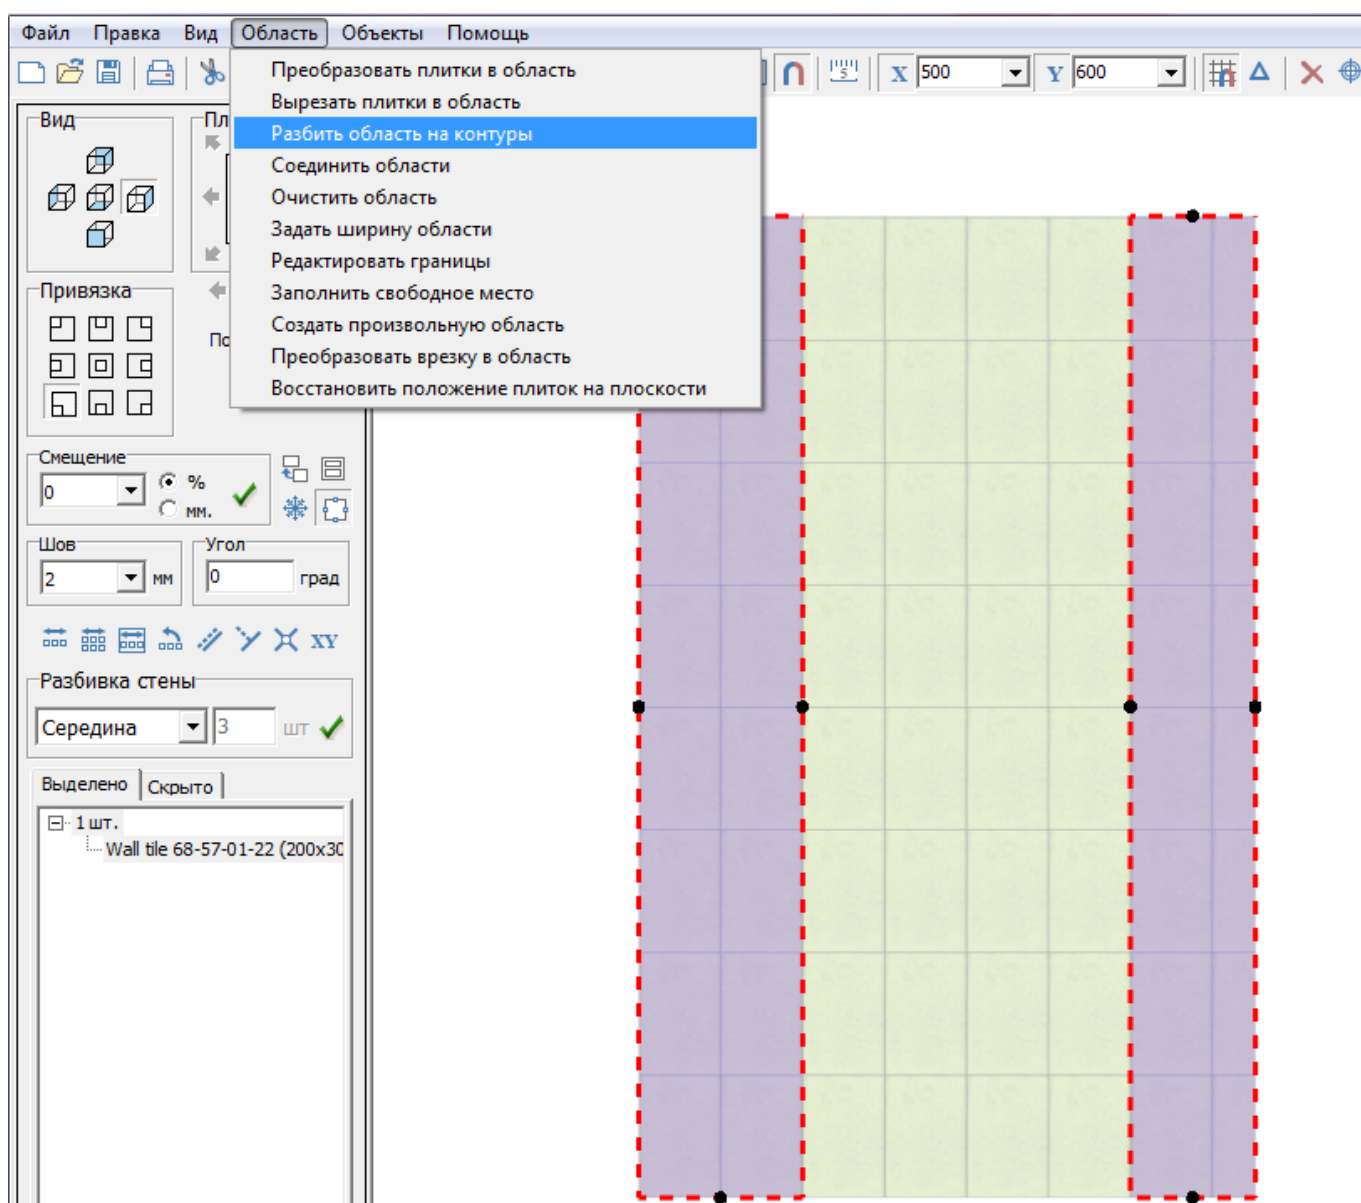 Файл Правка Вид Область Объекты Помощь
5 X 500 Y 600
Преобразовать плитки в область
Вырезать плитки в область
Разбить область на контуры
Соединить области
Очистить область
Задать ширину области
Редактировать границы
Заполнить свободное место
Создать произвольную область
Преобразовать врезку в область
Восстановить положение плиток на плоскости
Вид
Привязка
Смещение
0 %
мм.
Шов Угол
2 мм 0 град
XY
Разбивка стены
Середина 3 шт
Выделено Скрыто
1 шт.
Wall tile 68-57-01-22 (200x30